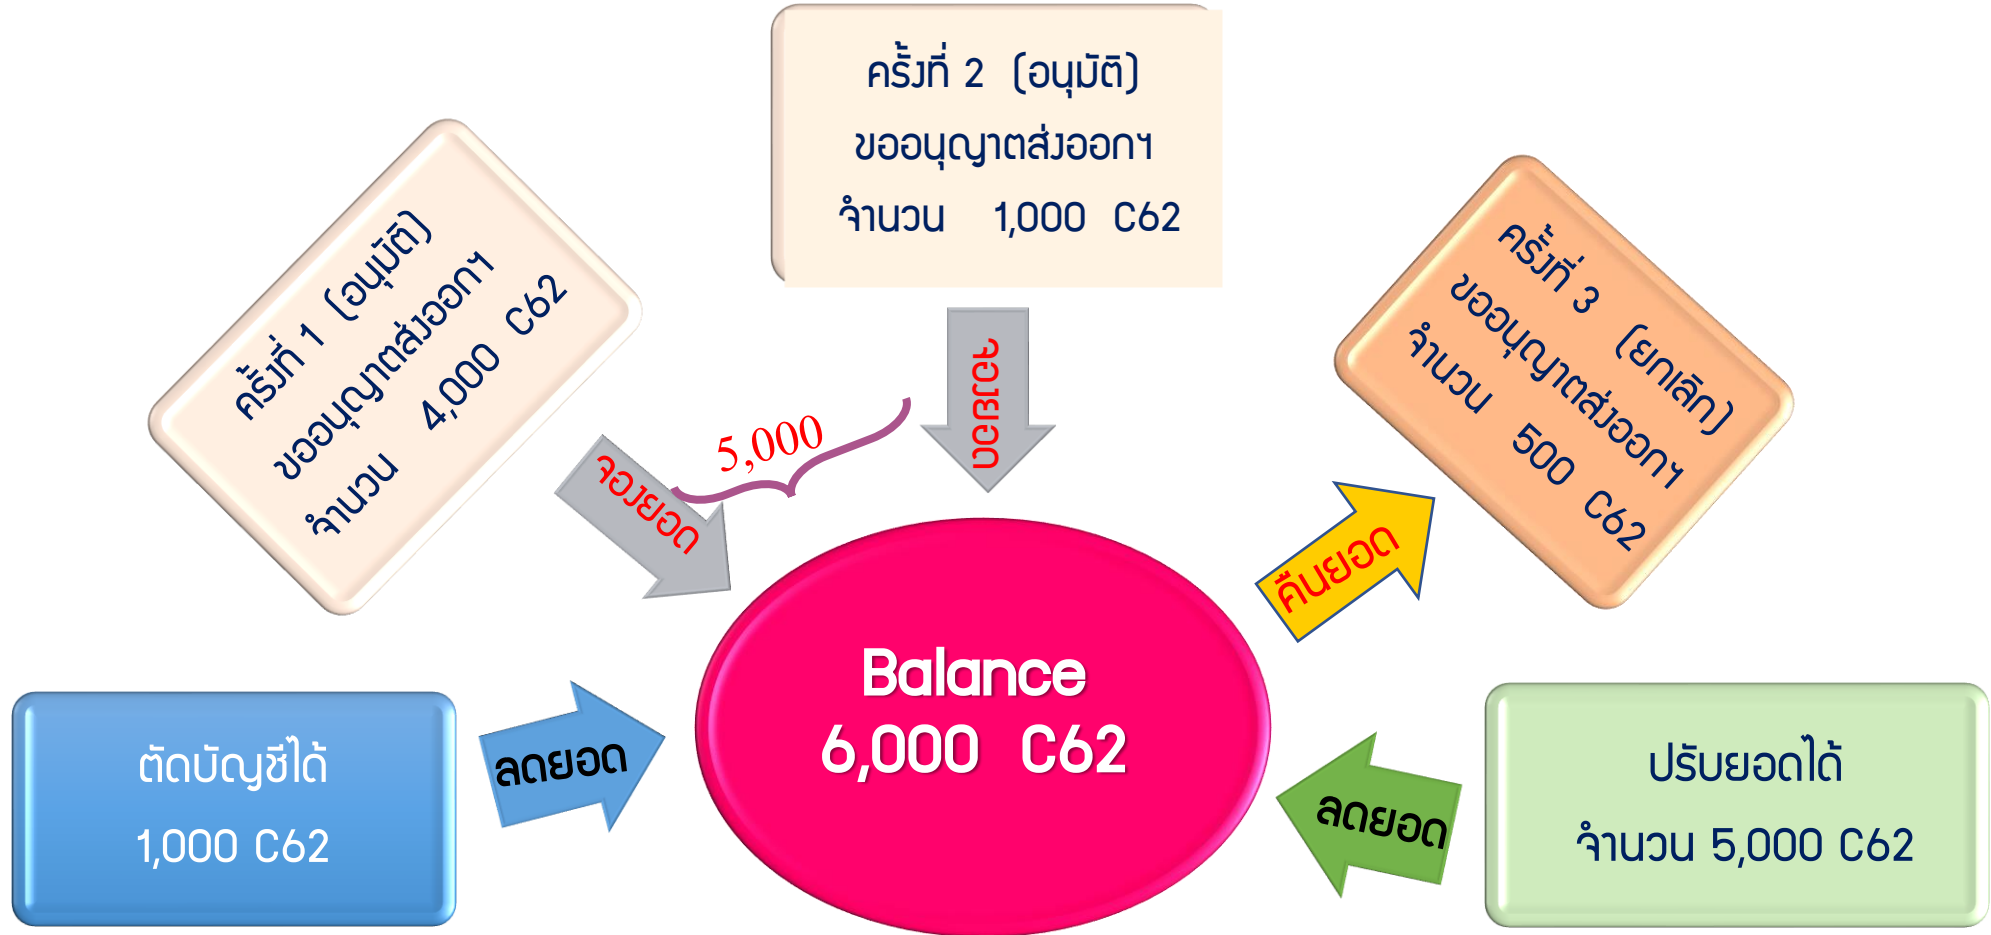 ครั้งที่ 2 (อนุมัติ)
ขออนุญาตส่งออกฯ
จำนวน 1,000 C62
ครั้งที่ 1 (อนุมัติ)
ขออนุญาตส่งออกฯ
จำนวน 4,000 C62
ครั้งที่ 3 (ยกเลิก)
ขออนุญาตส่งออกฯ
จำนวน 500 C62
จองยอด
5,000
จองยอด
คืนยอด
Balance
6,000 C62
ตัดบัญชีได้
1,000 C62
ลดยอด
ลดยอด
ปรับยอดได้
จำนวน 5,000 C62